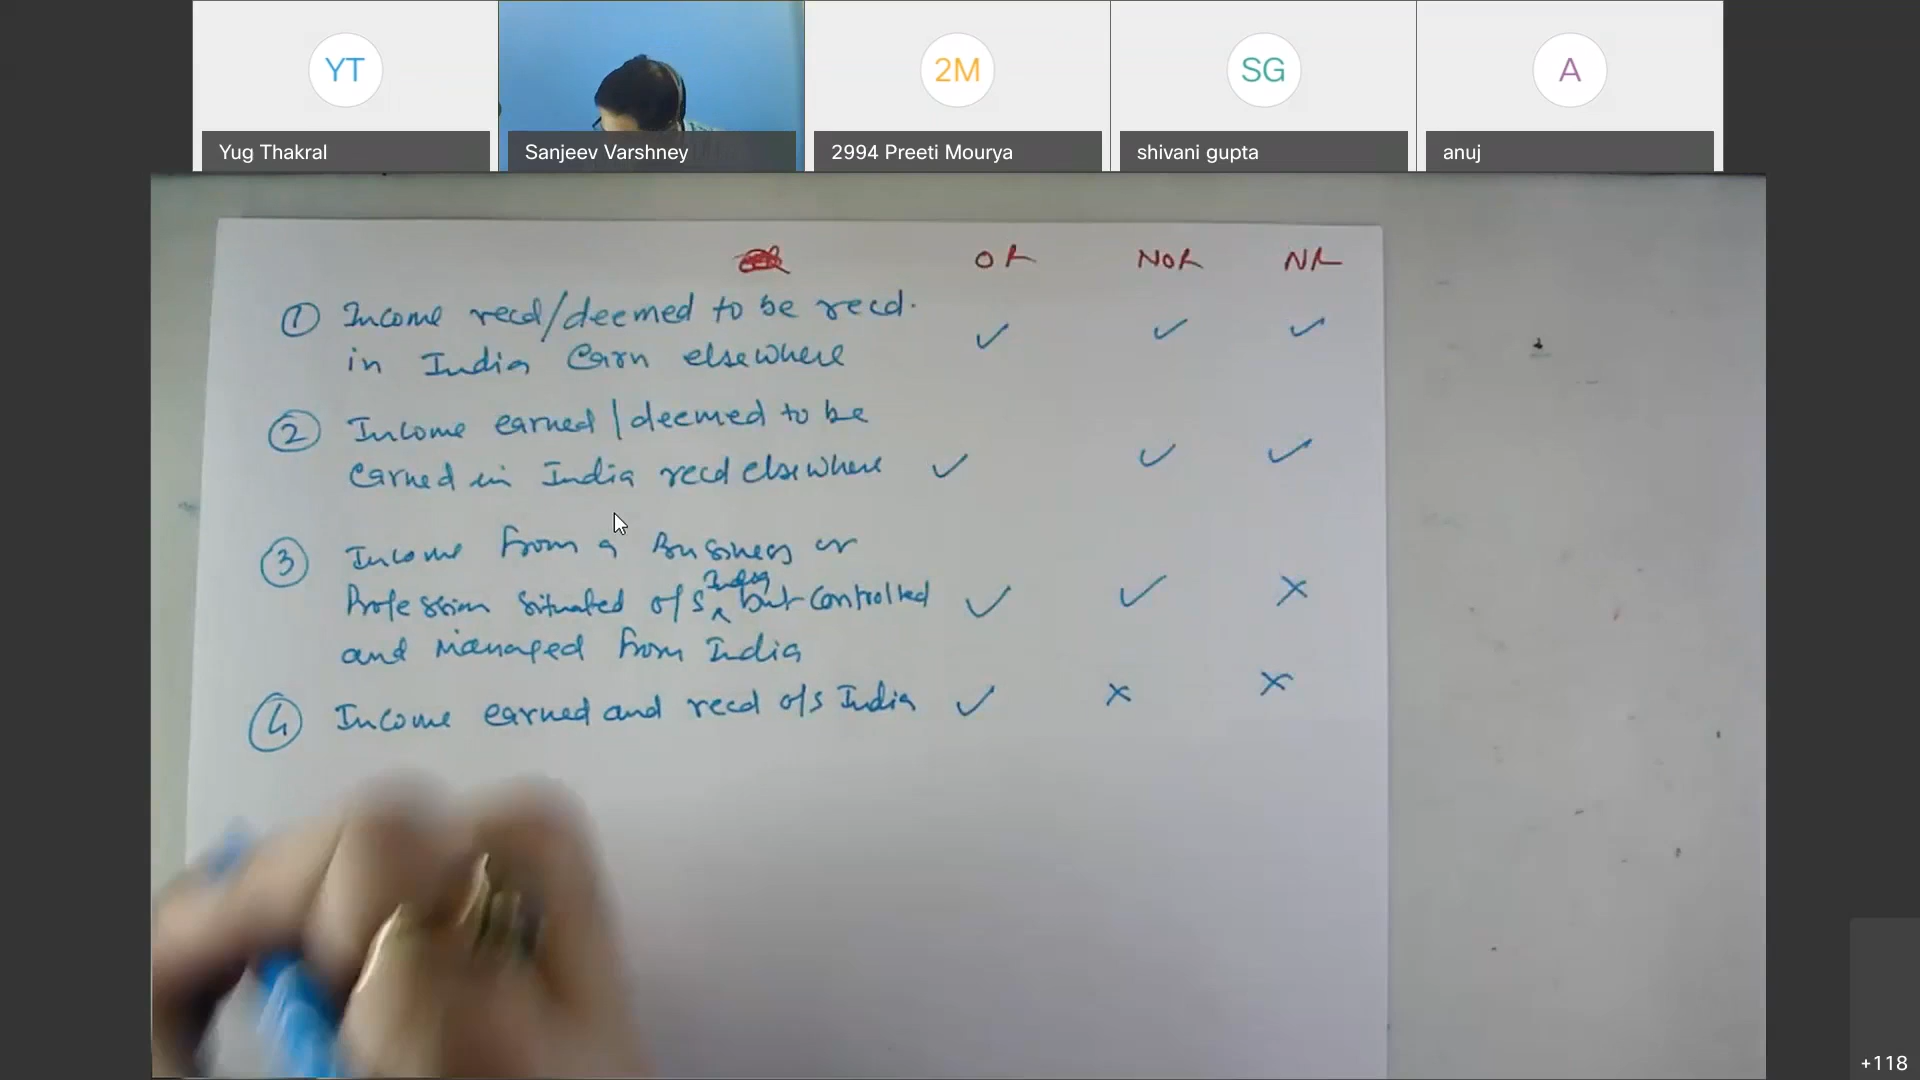 YT
2M
SG
A
Yug Thakral
Sanjeev Varshney
2994 Preeti Mourya
shivani gupta
anuj
OR NOR NR
① Income recd/deemed to be recd. ✓ ✓ ✓
in India Earn elsewhere
② Income earned/deemed to be
earned in India recd elsewhere ✓ ✓ ✓
③ Income from a Business or
India
Profession situated o/s ^ but controlled ✓ ✓ ×
and managed from India
④ Income earned and recd o/s India ✓ × ×
+118